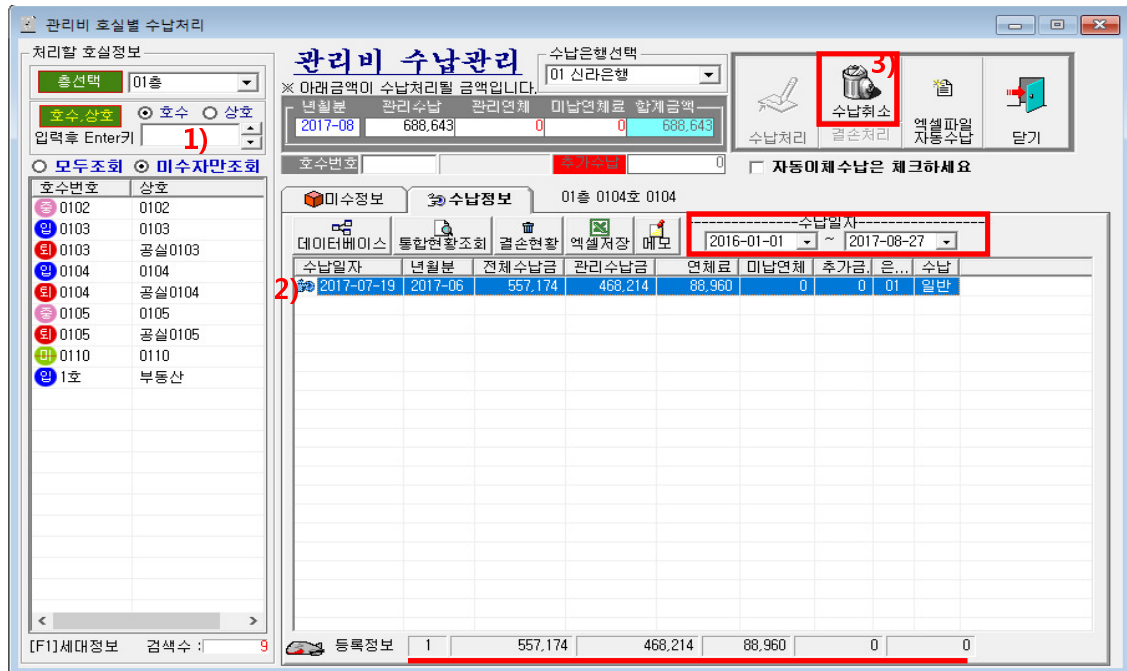 관리비 호실별 수납처리
처리할 호실정보
층선택 01층
호수,상호 호수 상호
입력후 Enter키 1)
모두조회 미수자만조회
호수번호 상호
중 0102 0102
입 0103 0103
퇴 0103 공실0103
입 0104 0104
퇴 0104 공실0104
중 0105 0105
퇴 0105 공실0105
미 0110 0110
입 1호 부동산
[F1]세대정보 검색수 : 9
관리비 수납관리
수납은행선택
01 신라은행
※ 아래금액이 수납처리될 금액입니다.
년월분 관리수납 관리연체 미납연체료 합계금액
2017-08 688,643 0 0 688,643
호수번호 추가수납 0
3)
수납처리
수납취소
결손처리
엑셀파일
자동수납
닫기
자동이체수납은 체크하세요
미수정보 수납정보 01층 0104호 0104
데이터베이스 통합현황조회 결손현황 엑셀저장 메모
수납일자
2016-01-01 ~ 2017-08-27
수납일자 년월분 전체수납금 관리수납금 연체료 미납연체 추가금. 은... 수납
2) 2017-07-19 2017-06 557,174 468,214 88,960 0 0 01 일반
등록정보 1 557,174 468,214 88,960 0 0